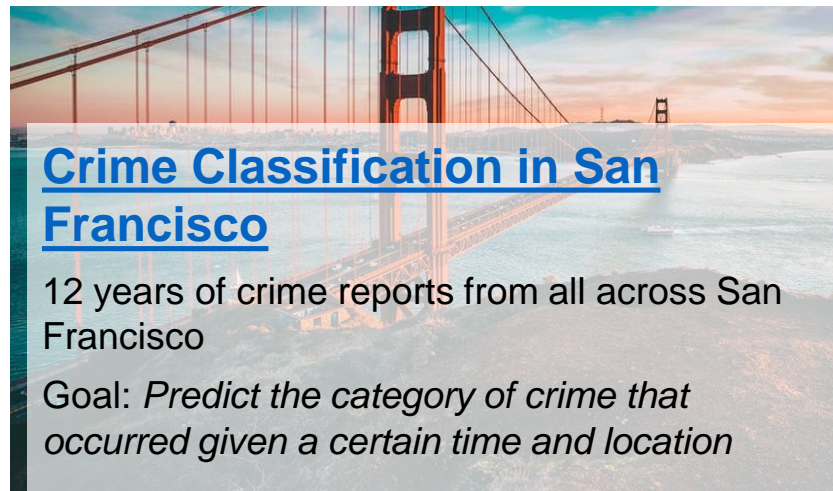 Crime Classification in San
Francisco
12 years of crime reports from all across San
Francisco
Goal: Predict the category of crime that
occurred given a certain time and location